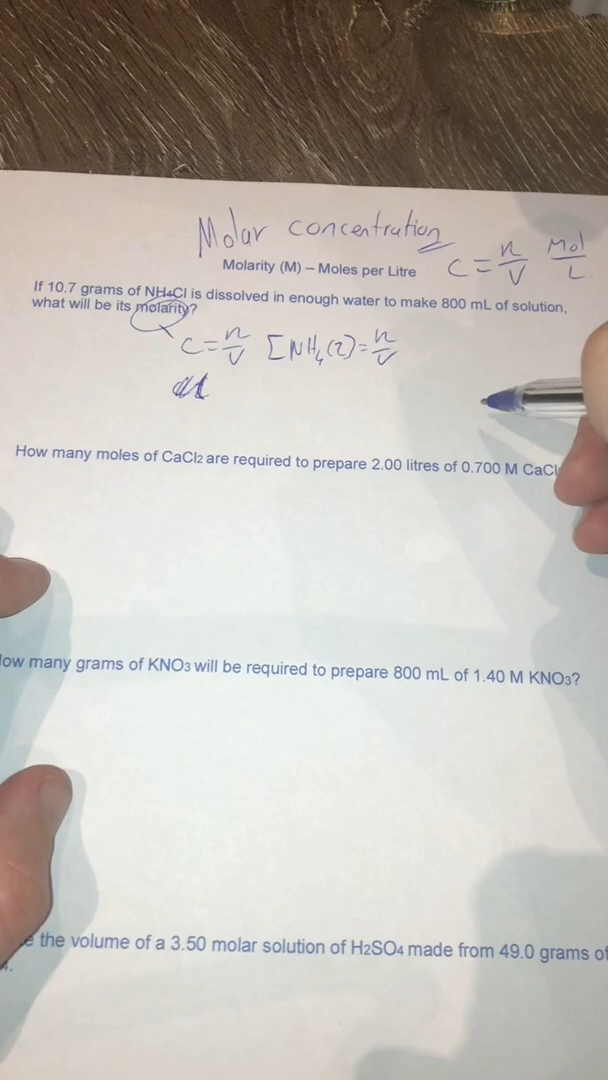 Molar concentration
Molarity (M) – Moles per Litre
C = n/V Mol/L
If 10.7 grams of NH4Cl is dissolved in enough water to make 800 mL of solution,
what will be its molarity?
C = n/V [NH4Cl] = n/V
How many moles of CaCl2 are required to prepare 2.00 litres of 0.700 M CaCl
How many grams of KNO3 will be required to prepare 800 mL of 1.40 M KNO3?
the volume of a 3.50 molar solution of H2SO4 made from 49.0 grams of